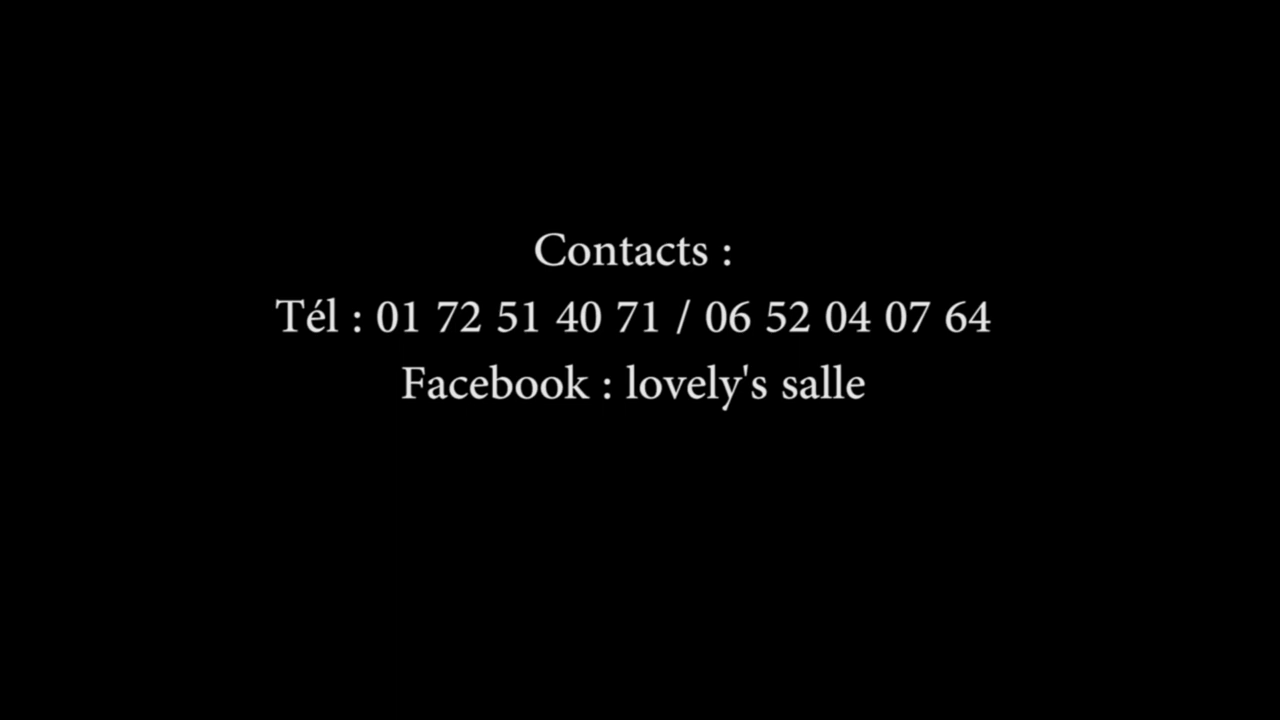 Contacts :
Tél : 01 72 51 40 71 / 06 52 04 07 64
Facebook : lovely's salle